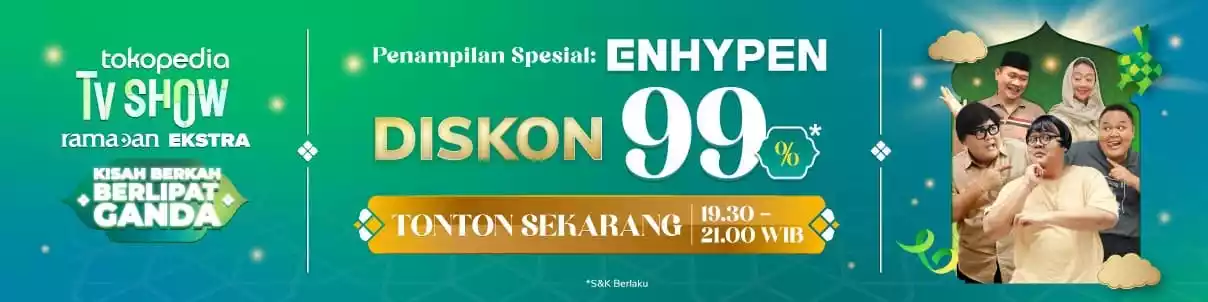 tokopedia
TV SHOW
ramadan EKSTRA
KISAH BERKAH
BERLIPAT
GANDA
Penampilan Spesial: ENHYPEN
DISKON 99%*
TONTON SEKARANG
19.30 –
21.00 WIB
*S&K Berlaku